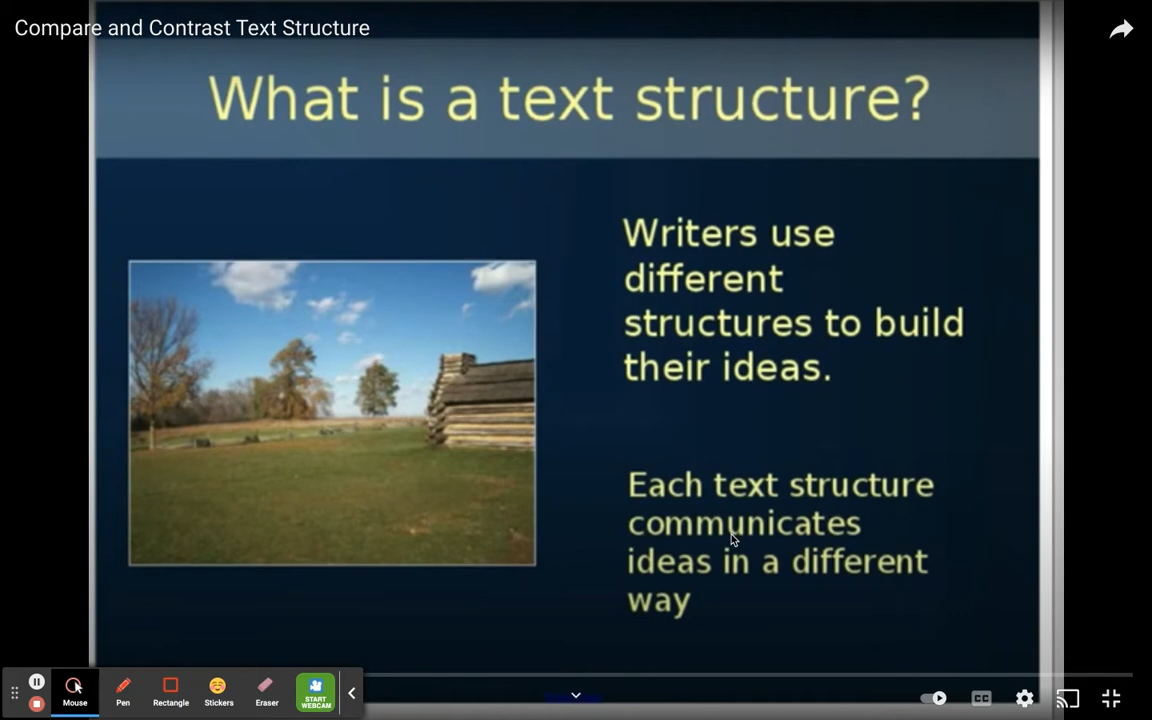 Compare and Contrast Text Structure
What is a text structure?
Writers use
different
structures to build
their ideas.
Each text structure
communicates
ideas in a different
way
Mouse
Pen
Rectangle
Stickers
Eraser
START
WEBCAM
CC